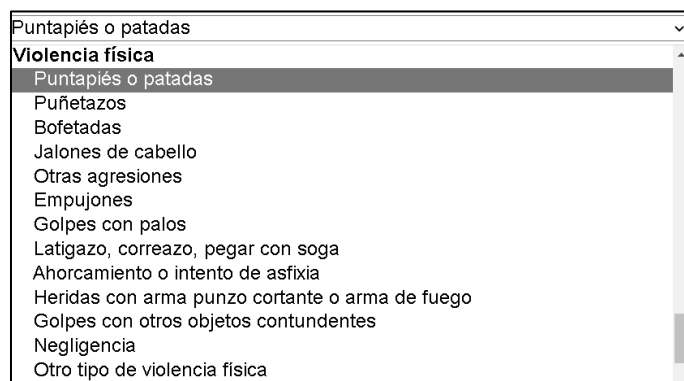 Puntapiés o patadas
Violencia física
Puntapiés o patadas
Puñetazos
Bofetadas
Jalones de cabello
Otras agresiones
Empujones
Golpes con palos
Latigazo, correazo, pegar con soga
Ahorcamiento o intento de asfixia
Heridas con arma punzo cortante o arma de fuego
Golpes con otros objetos contundentes
Negligencia
Otro tipo de violencia física